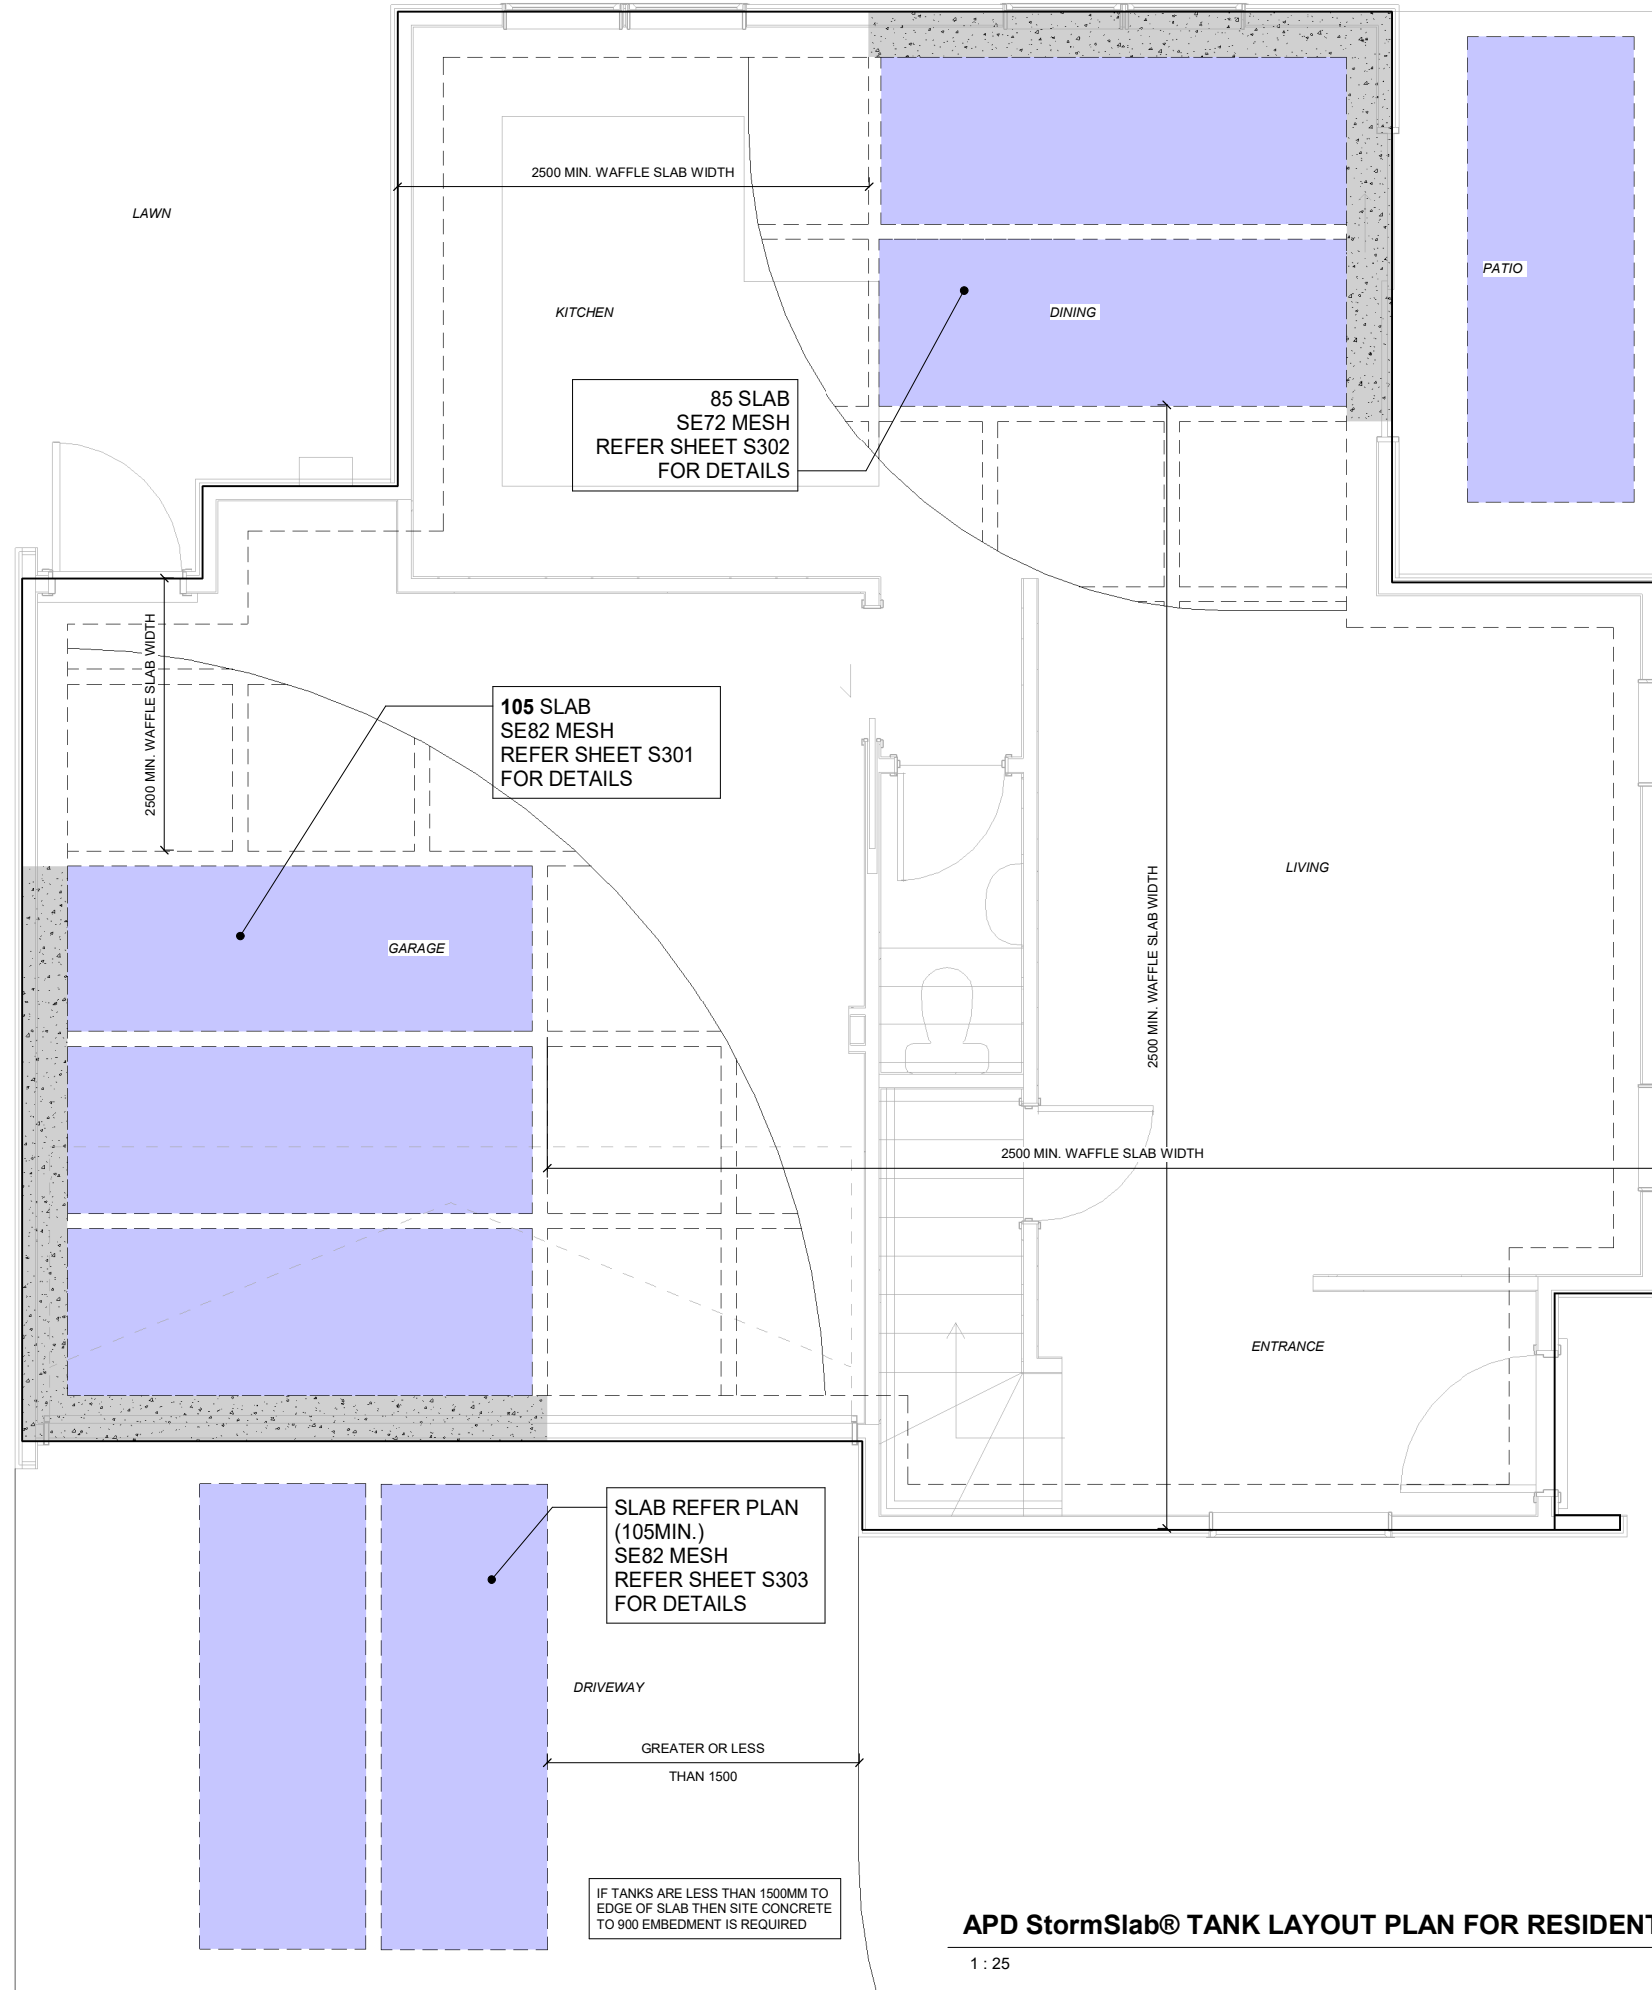 2500 MIN. WAFFLE SLAB WIDTH
LAWN
PATIO
KITCHEN
DINING
85 SLAB
SE72 MESH
REFER SHEET S302
FOR DETAILS
2500 MIN. WAFFLE SLAB WIDTH
105 SLAB
SE82 MESH
REFER SHEET S301
FOR DETAILS
LIVING
GARAGE
2500 MIN. WAFFLE SLAB WIDTH
2500 MIN. WAFFLE SLAB WIDTH
ENTRANCE
SLAB REFER PLAN
(105MIN.)
SE82 MESH
REFER SHEET S303
FOR DETAILS
DRIVEWAY
GREATER OR LESS
THAN 1500
IF TANKS ARE LESS THAN 1500MM TO
EDGE OF SLAB THEN SITE CONCRETE
TO 900 EMBEDMENT IS REQUIRED
APD StormSlab® TANK LAYOUT PLAN FOR RESIDENT
1 : 25